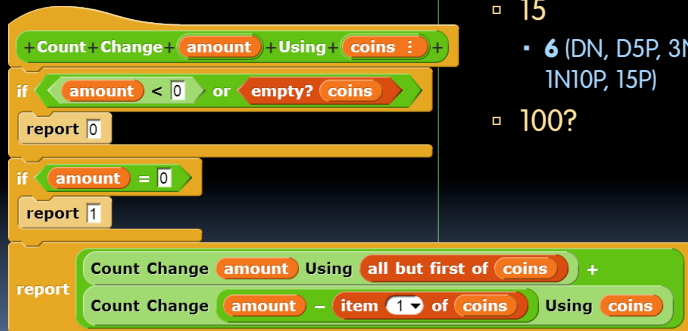 +Count+Change+ amount +Using+ coins ⋮ +
if amount < 0 or empty? coins
report 0
if amount = 0
report 1
report
Count Change amount Using all but first of coins +
Count Change amount - item 1 of coins Using coins
15
6 (DN, D5P,
1N10P, 15P)
100?